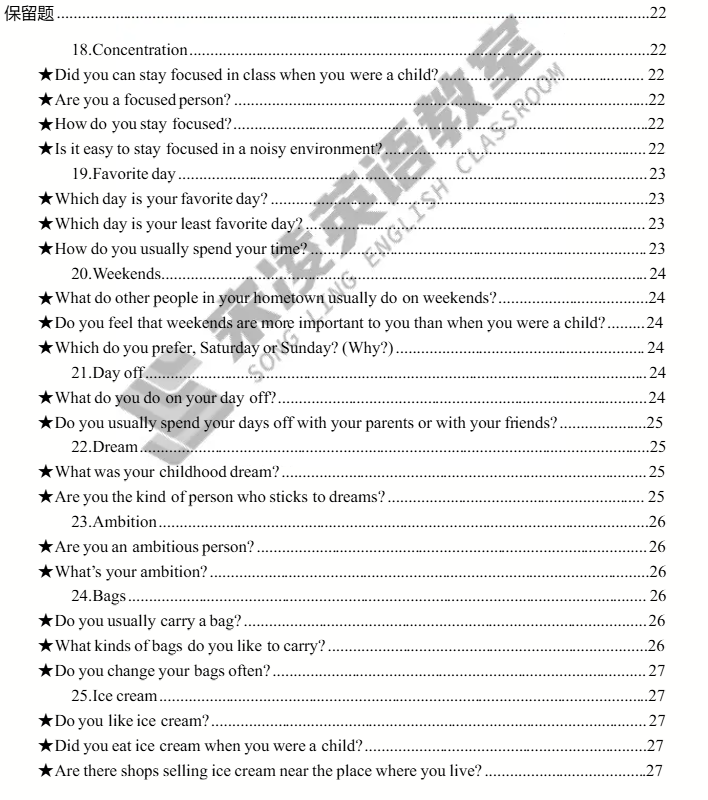 保留题........................................................................................................22
18.Concentration........................................................................................22
★Did you can stay focused in class when you were a child?........................................ 22
★Are you a focused person?................................................................................22
★How do you stay focused?................................................................................22
★Is it easy to stay focused in a noisy environment?................................................ 22
19.Favorite day......................................................................................... 23
★Which day is your favorite day?.........................................................................23
★Which day is your least favorite day?................................................................. 23
★How do you usually spend your time?................................................................. 23
20.Weekends............................................................................................. 24
★What do other people in your hometown usually do on weekends?..............................24
★Do you feel that weekends are more important to you than when you were a child?.........24
★Which do you prefer, Saturday or Sunday? (Why?).................................................. 24
21.Day off................................................................................................ 24
★What do you do on your day off?...................................................................... 24
★Do you usually spend your days off with your parents or with your friends?...................25
22.Dream..................................................................................................25
★What was your childhood dream?....................................................................... 25
★Are you the kind of person who sticks to dreams?................................................... 25
23.Ambition...............................................................................................26
★Are you an ambitious person?............................................................................26
★What's your ambition?.....................................................................................26
24.Bags.................................................................................................... 26
★Do you usually carry a bag?.............................................................................. 26
★What kinds of bags do you like to carry?..............................................................26
★Do you change your bags often?......................................................................... 27
25.Ice cream..............................................................................................27
★Do you like ice cream?.................................................................................... 27
★Did you eat ice cream when you were a child?........................................................27
★Are there shops selling ice cream near the place where you live?................................27
宋凌英语教室
SONG LING ENGLISH CLASSROOM